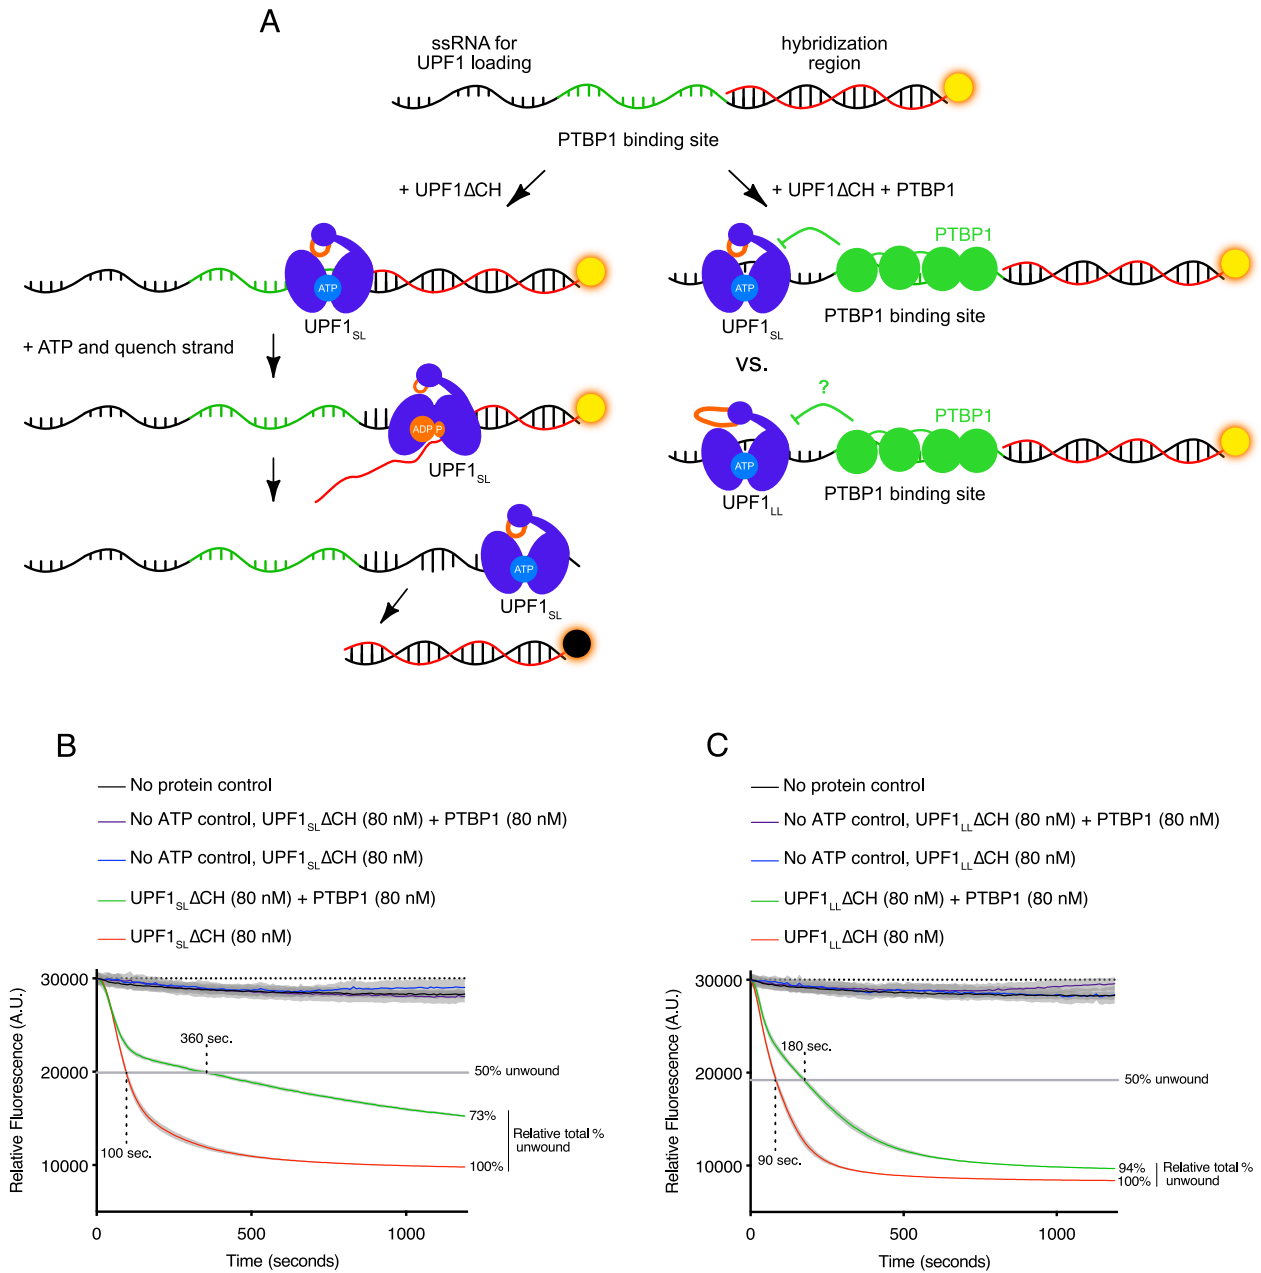 A
ssRNA for
UPF1 loading
hybridization
region
PTBP1 binding site
+ UPF1ΔCH
+ UPF1ΔCH + PTBP1
ATP
UPF1SL
+ ATP and quench strand
ADP P
UPF1SL
ATP
UPF1SL
PTBP1
ATP
UPF1SL
PTBP1 binding site
vs.
?
PTBP1
ATP
UPF1LL
PTBP1 binding site
B
No protein control
No ATP control, UPF1SLΔCH (80 nM) + PTBP1 (80 nM)
No ATP control, UPF1SLΔCH (80 nM)
UPF1SLΔCH (80 nM) + PTBP1 (80 nM)
UPF1SLΔCH (80 nM)
Relative Fluorescence (A.U.)
30000
20000
10000
360 sec.
50% unwound
100 sec.
73%
100%
Relative total %
unwound
0
500
1000
Time (seconds)
C
No protein control
No ATP control, UPF1LLΔCH (80 nM) + PTBP1 (80 nM)
No ATP control, UPF1LLΔCH (80 nM)
UPF1LLΔCH (80 nM) + PTBP1 (80 nM)
UPF1LLΔCH (80 nM)
Relative Fluorescence (A.U.)
30000
20000
10000
180 sec.
50% unwound
90 sec.
94%
100%
Relative total %
unwound
0
500
1000
Time (seconds)